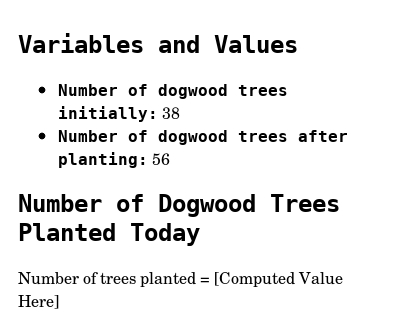 Variables and Values
• Number of dogwood trees
initially: 38
• Number of dogwood trees after
planting: 56
Number of Dogwood Trees
Planted Today
Number of trees planted = [Computed Value
Here]